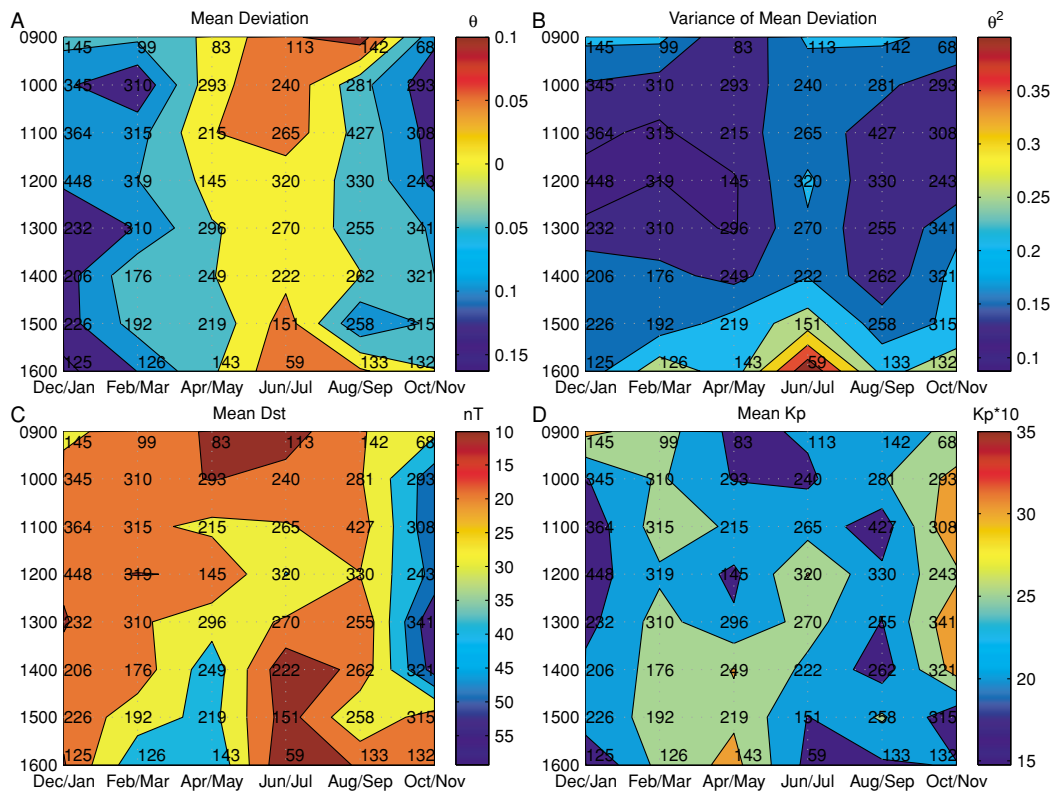 A Mean Deviation θ
0900 145 99 83 113 142 68 0.1
1000 345 310 293 240 281 293 0.05
1100 364 315 215 265 427 308
1200 448 319 145 320 330 243 0
1300 232 310 296 270 255 341 0.05
1400 206 176 249 222 262 321 0.1
1500 226 192 219 151 258 315
1600 125 126 143 59 133 132 0.15
Dec/Jan Feb/Mar Apr/May Jun/Jul Aug/Sep Oct/Nov
B Variance of Mean Deviation θ2
0900 145 99 83 113 142 68
1000 345 310 293 240 281 293 0.35
1100 364 315 215 265 427 308 0.3
1200 448 319 145 320 330 243 0.25
1300 232 310 296 270 255 341 0.2
1400 206 176 249 222 262 321 0.15
1500 226 192 219 151 258 315
1600 125 126 143 59 133 132 0.1
Dec/Jan Feb/Mar Apr/May Jun/Jul Aug/Sep Oct/Nov
C Mean Dst nT
0900 145 99 83 113 142 68 10
15
1000 345 310 293 240 281 293 20
1100 364 315 215 265 427 308 25
30
1200 448 319 145 320 330 243 35
1300 232 310 296 270 255 341 40
45
1400 206 176 249 222 262 321 50
1500 226 192 219 151 258 315 55
1600 125 126 143 59 133 132
Dec/Jan Feb/Mar Apr/May Jun/Jul Aug/Sep Oct/Nov
D Mean Kp Kp*10
0900 145 99 83 113 142 68 35
1000 345 310 293 240 281 293 30
1100 364 315 215 265 427 308
1200 448 319 145 320 330 243 25
1300 232 310 296 270 255 341
1400 206 176 249 222 262 321 20
1500 226 192 219 151 258 315
1600 125 126 143 59 133 132 15
Dec/Jan Feb/Mar Apr/May Jun/Jul Aug/Sep Oct/Nov